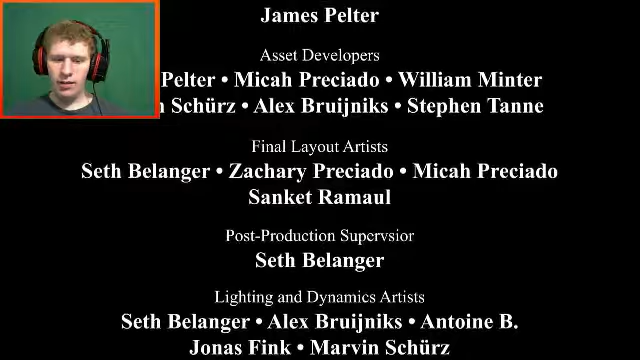 James Pelter
Asset Developers
Pelter • Micah Preciado • William Minter
Schürz • Alex Bruijniks • Stephen Tanne
Final Layout Artists
Seth Belanger • Zachary Preciado • Micah Preciado
Sanket Ramaul
Post-Production Supervsior
Seth Belanger
Lighting and Dynamics Artists
Seth Belanger • Alex Bruijniks • Antoine B.
Jonas Fink • Marvin Schürz